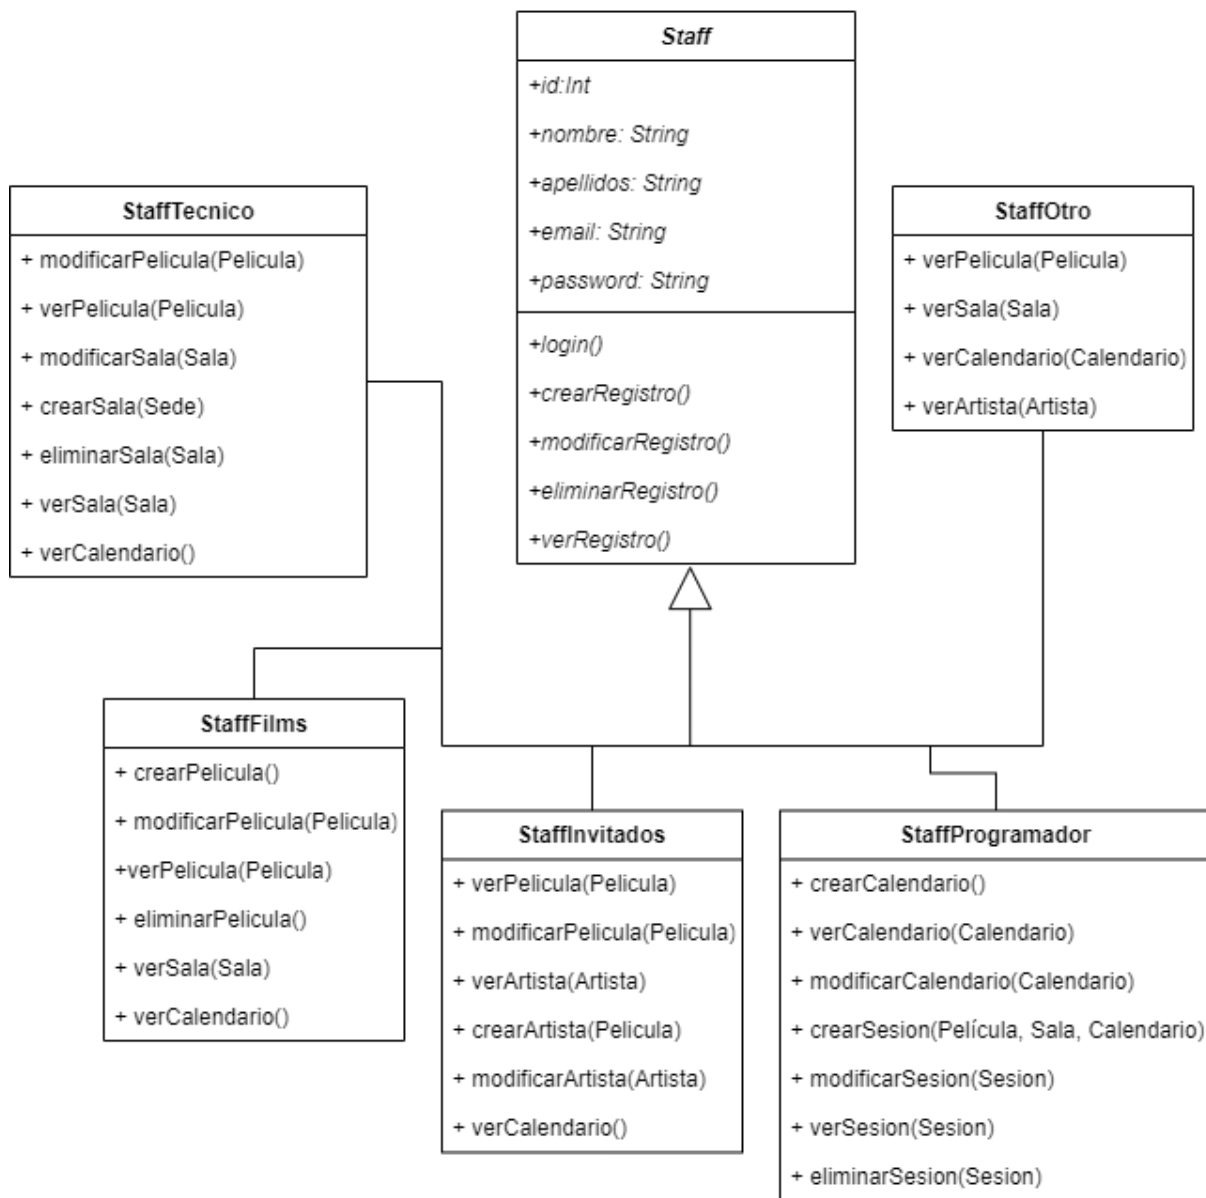 Staff
+id:Int
+nombre: String
+apellidos: String
+email: String
+password: String
+login()
+crearRegistro()
+modificarRegistro()
+eliminarRegistro()
+verRegistro()
StaffTecnico
+ modificarPelicula(Pelicula)
+ verPelicula(Pelicula)
+ modificarSala(Sala)
+ crearSala(Sede)
+ eliminarSala(Sala)
+ verSala(Sala)
+ verCalendario()
StaffOtro
+ verPelicula(Pelicula)
+ verSala(Sala)
+ verCalendario(Calendario)
+ verArtista(Artista)
StaffFilms
+ crearPelicula()
+ modificarPelicula(Pelicula)
+verPelicula(Pelicula)
+ eliminarPelicula()
+ verSala(Sala)
+ verCalendario()
StaffInvitados
+ verPelicula(Pelicula)
+ modificarPelicula(Pelicula)
+ verArtista(Artista)
+ crearArtista(Pelicula)
+ modificarArtista(Artista)
+ verCalendario()
StaffProgramador
+ crearCalendario()
+ verCalendario(Calendario)
+ modificarCalendario(Calendario)
+ crearSesion(Película, Sala, Calendario)
+ modificarSesion(Sesion)
+ verSesion(Sesion)
+ eliminarSesion(Sesion)